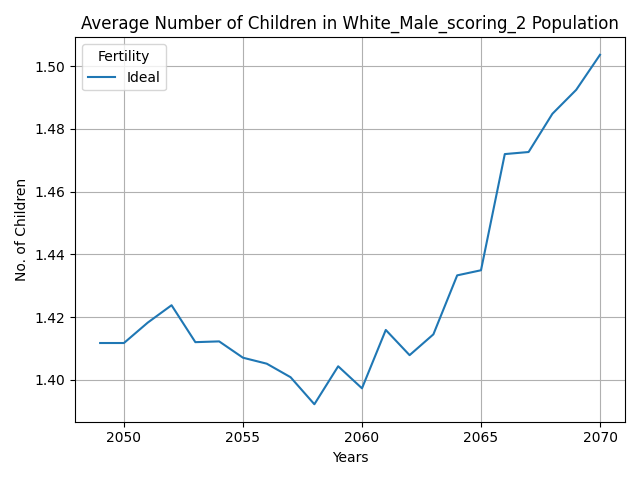 Average Number of Children in White_Male_scoring_2 Population
Fertility
Ideal
No. of Children
1.50
1.48
1.46
1.44
1.42
1.40
2050 2055 2060 2065 2070
Years